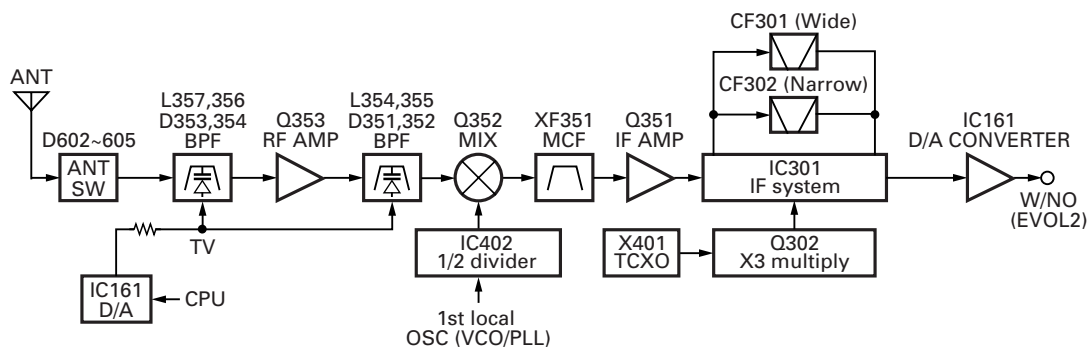 CF301 (Wide)
CF302 (Narrow)
ANT
D602~605
ANT
SW
L357,356
D353,354
BPF
Q353
RF AMP
L354,355
D351,352
BPF
Q352
MIX
XF351
MCF
Q351
IF AMP
IC301
IF system
IC161
D/A CONVERTER
W/NO
(EVOL2)
TV
IC161
D/A
CPU
IC402
1/2 divider
1st local
OSC (VCO/PLL)
X401
TCXO
Q302
X3 multiply